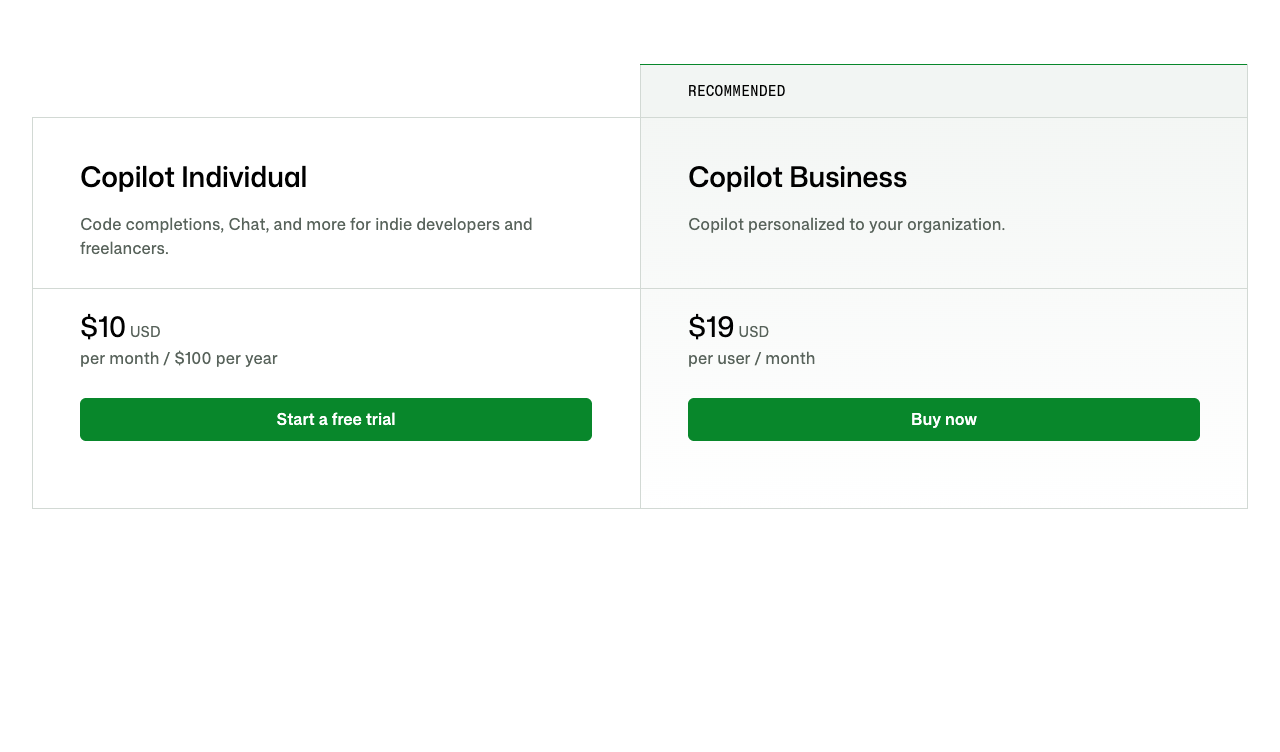 RECOMMENDED
Copilot Individual
Code completions, Chat, and more for indie developers and
freelancers.
$10 USD
per month / $100 per year
Start a free trial
Copilot Business
Copilot personalized to your organization.
$19 USD
per user / month
Buy now